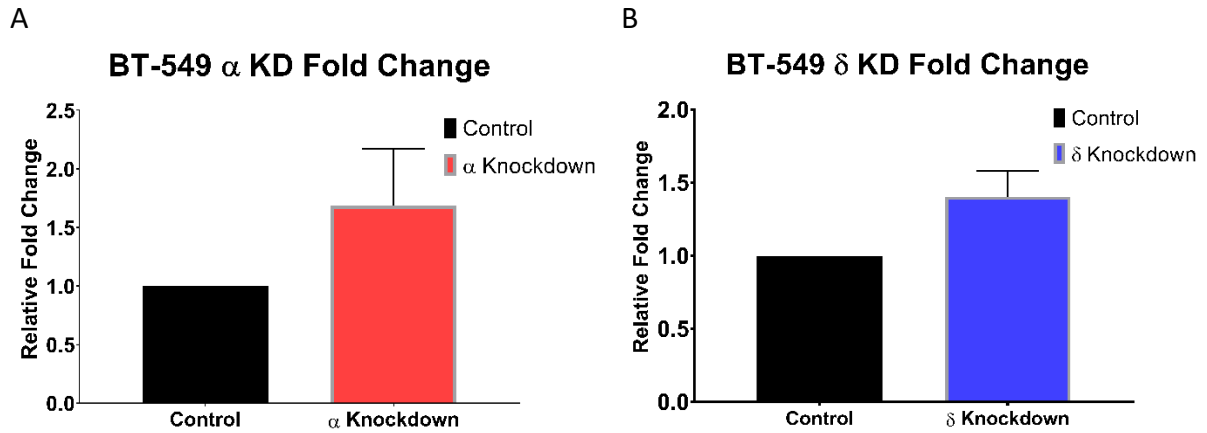 A
BT-549 α KD Fold Change
Relative Fold Change
2.5
2.0
1.5
1.0
0.5
0.0
Control
α Knockdown
Control
α Knockdown
B
BT-549 δ KD Fold Change
Relative Fold Change
2.0
1.5
1.0
0.5
0.0
Control
δ Knockdown
Control
δ Knockdown